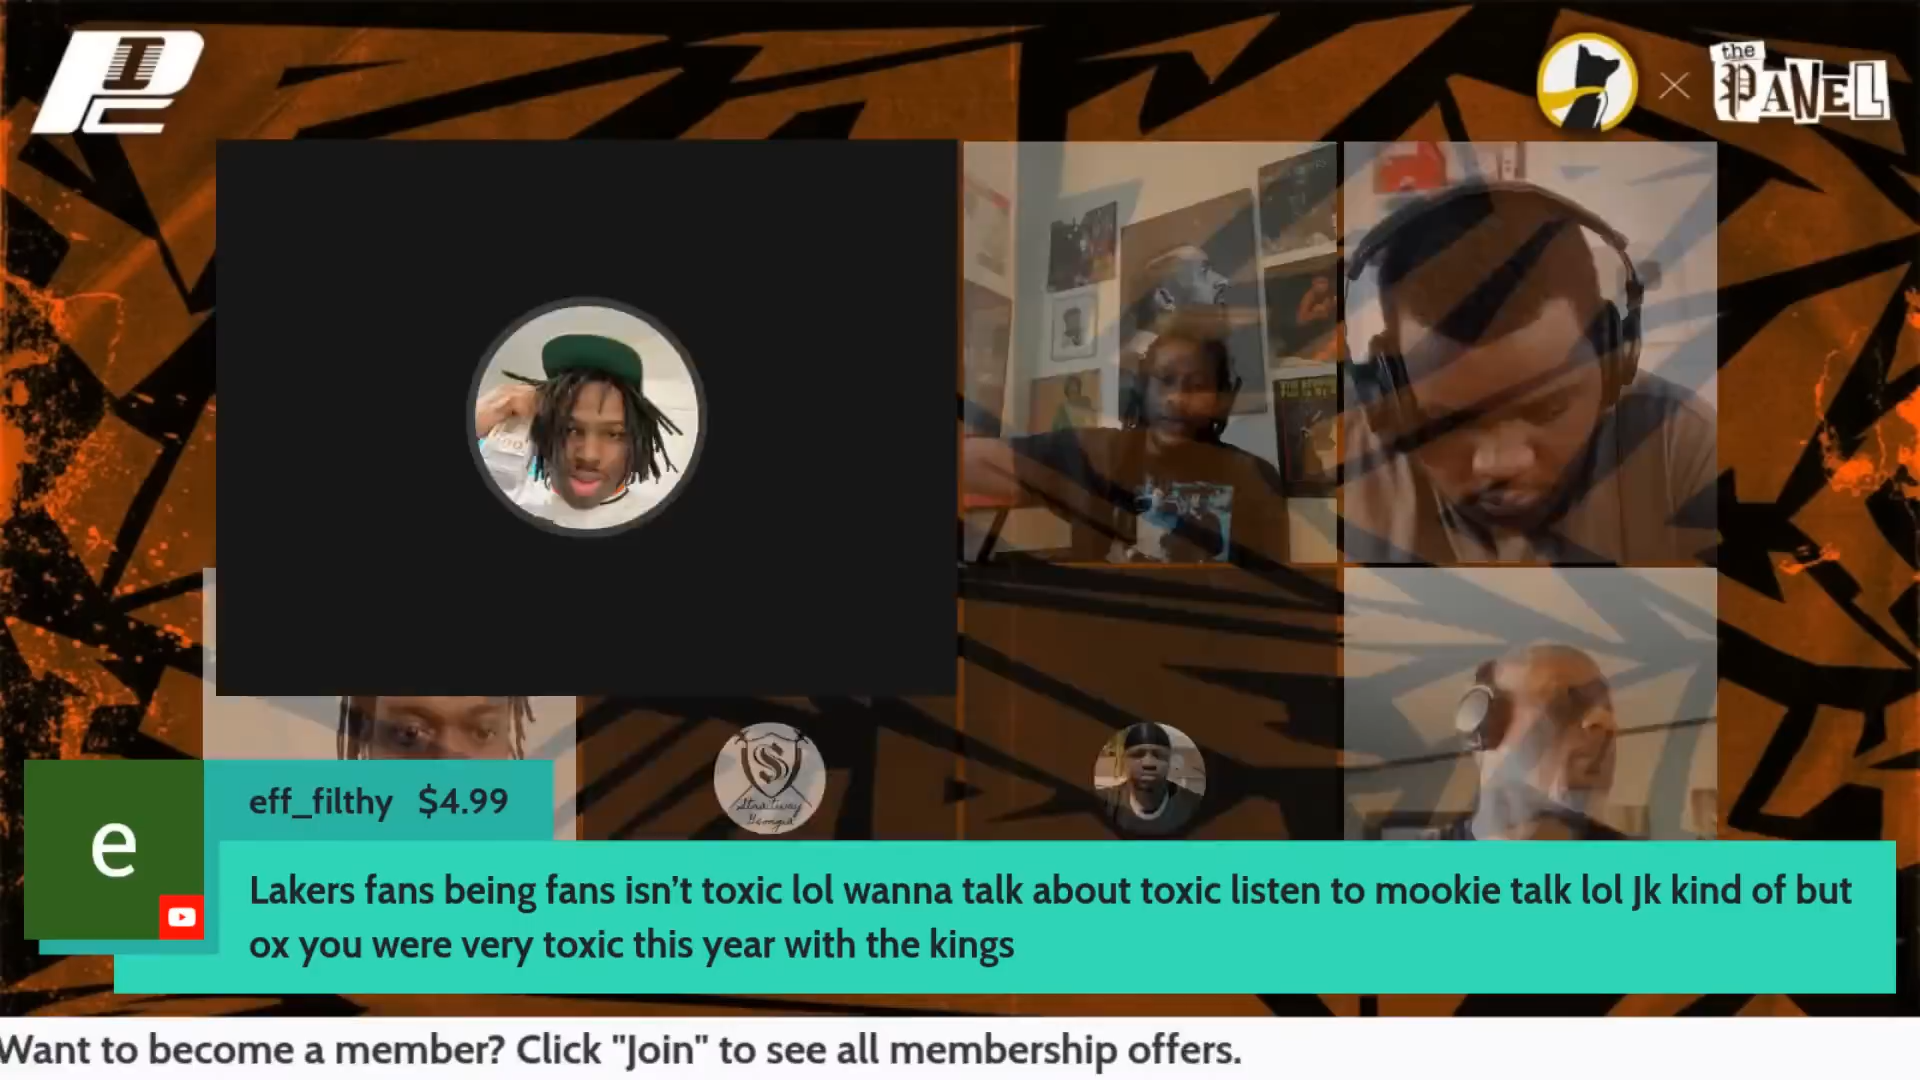 the
PANEL
eff_filthy $4.99
e
Lakers fans being fans isn’t toxic lol wanna talk about toxic listen to mookie talk lol Jk kind of but
ox you were very toxic this year with the kings
Want to become a member? Click "Join" to see all membership offers.